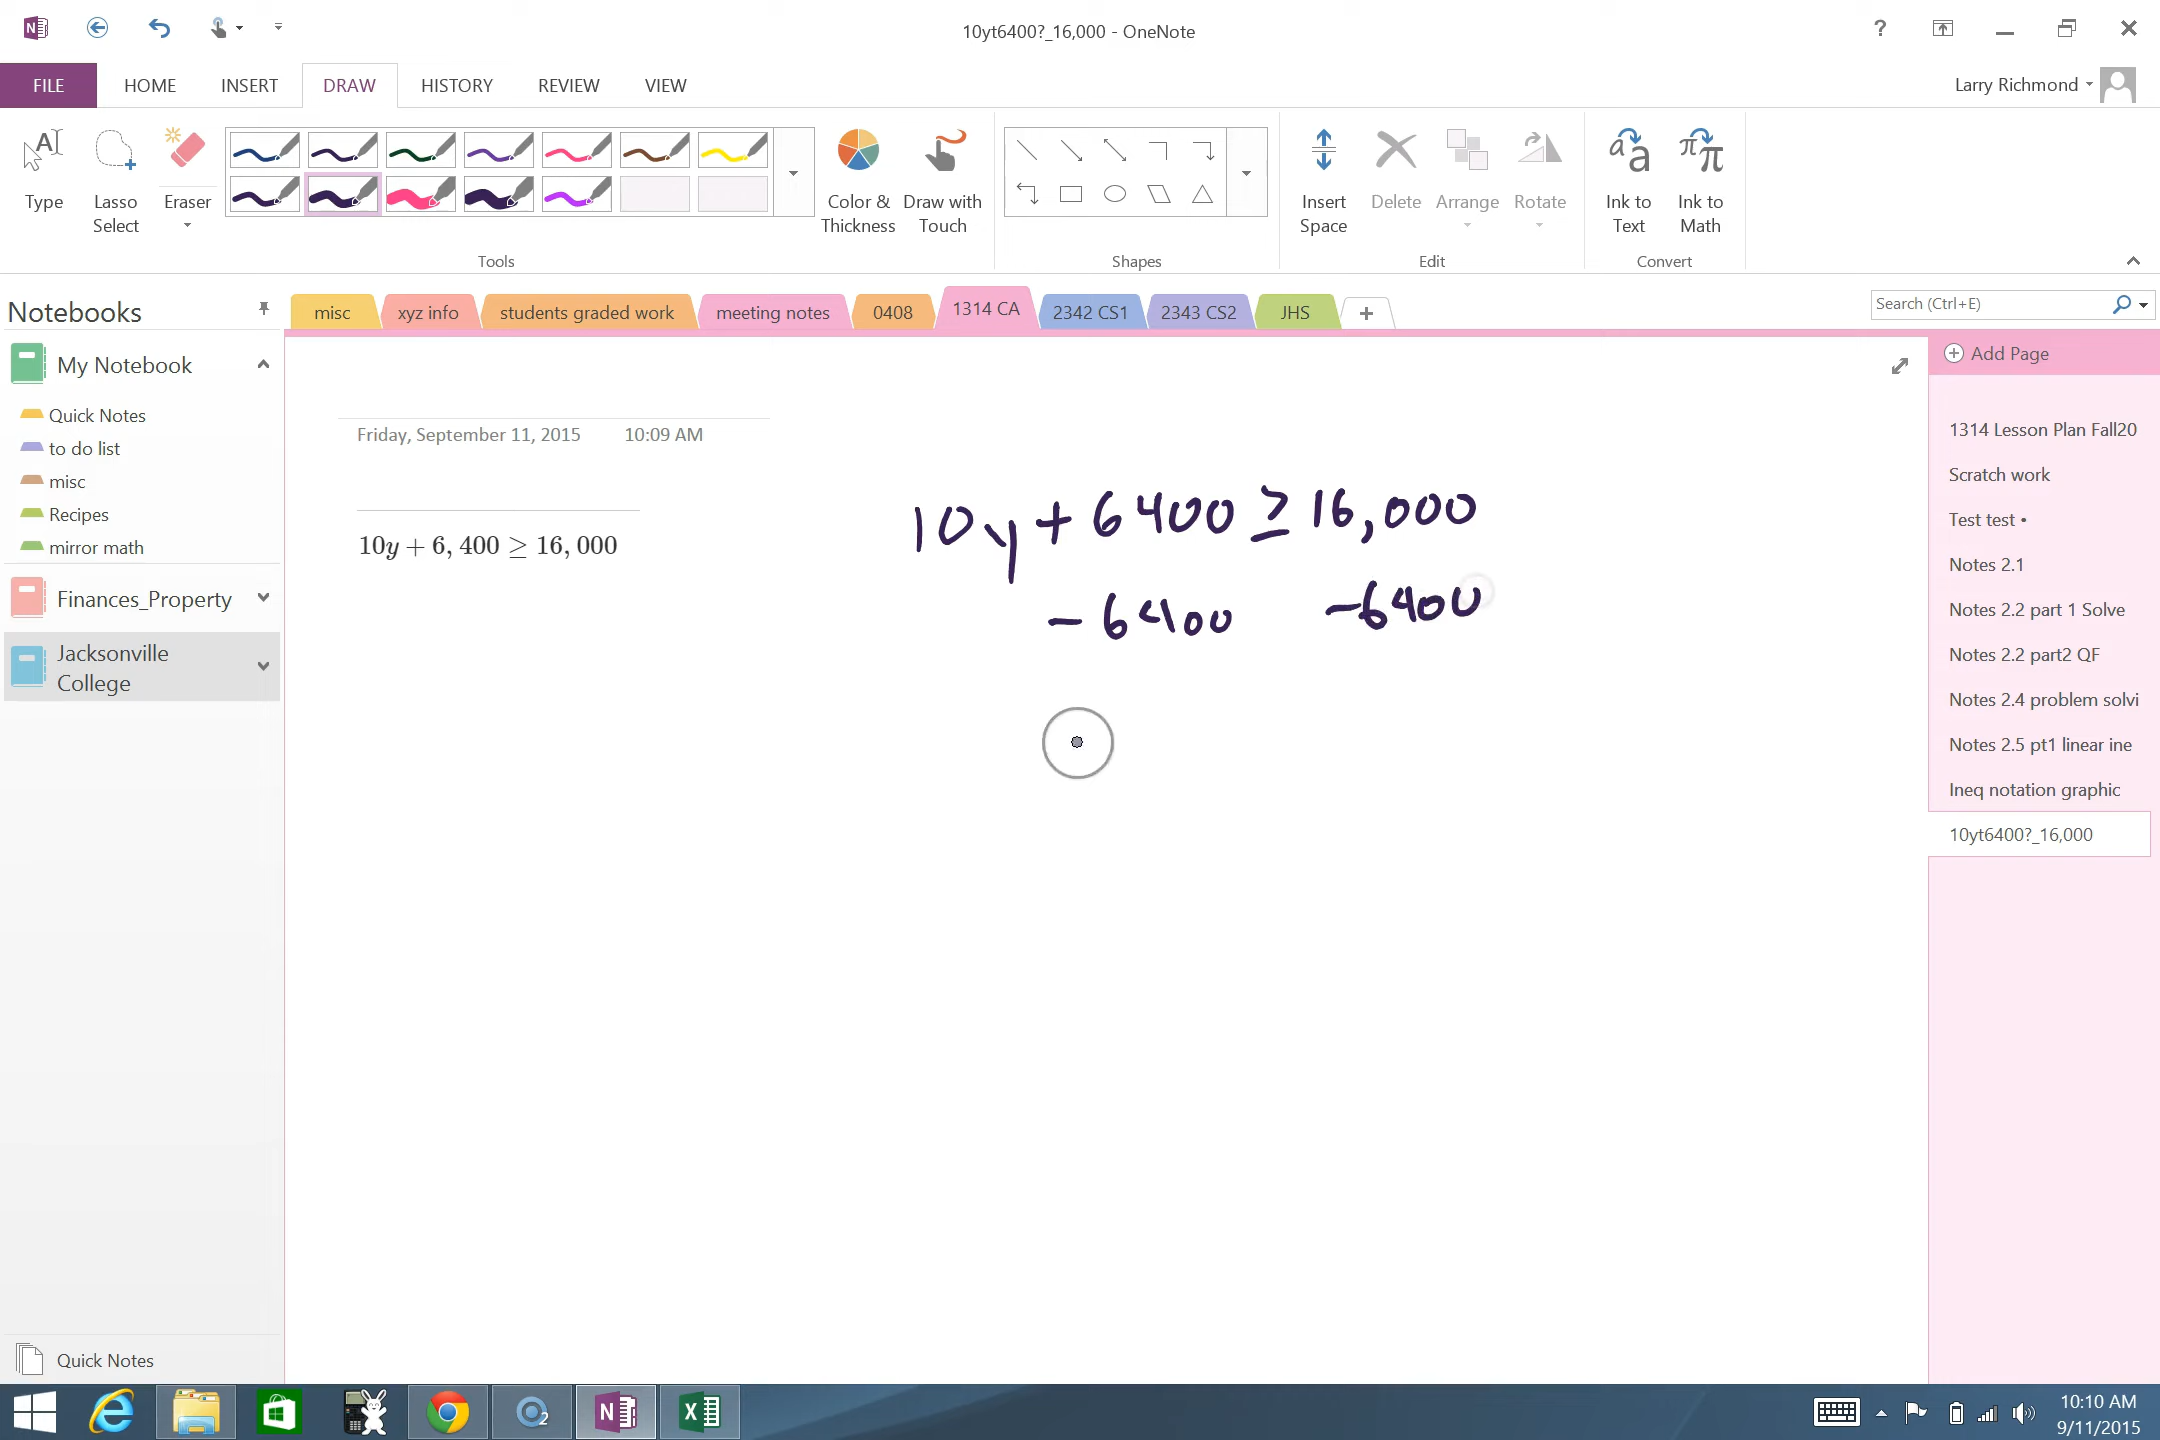 10yt6400?_16,000 - OneNote
FILE HOME INSERT DRAW HISTORY REVIEW VIEW
Larry Richmond
Type
Lasso Select
Eraser
Color & Thickness
Draw with Touch
Insert Space
Delete
Arrange
Rotate
Ink to Text
Ink to Math
Tools
Shapes
Edit
Convert
Notebooks
misc xyz info students graded work meeting notes 0408 1314 CA 2342 CS1 2343 CS2 JHS
Search (Ctrl+E)
My Notebook
Quick Notes
to do list
misc
Recipes
mirror math
Finances_Property
Jacksonville College
Quick Notes
Friday, September 11, 2015 10:09 AM
10y + 6, 400 ≥ 16, 000
10y + 6400 ≥ 16,000
- 6400 -6400
Add Page
1314 Lesson Plan Fall20
Scratch work
Test test •
Notes 2.1
Notes 2.2 part 1 Solve
Notes 2.2 part2 QF
Notes 2.4 problem solvi
Notes 2.5 pt1 linear ine
Ineq notation graphic
10yt6400?_16,000
10:10 AM
9/11/2015